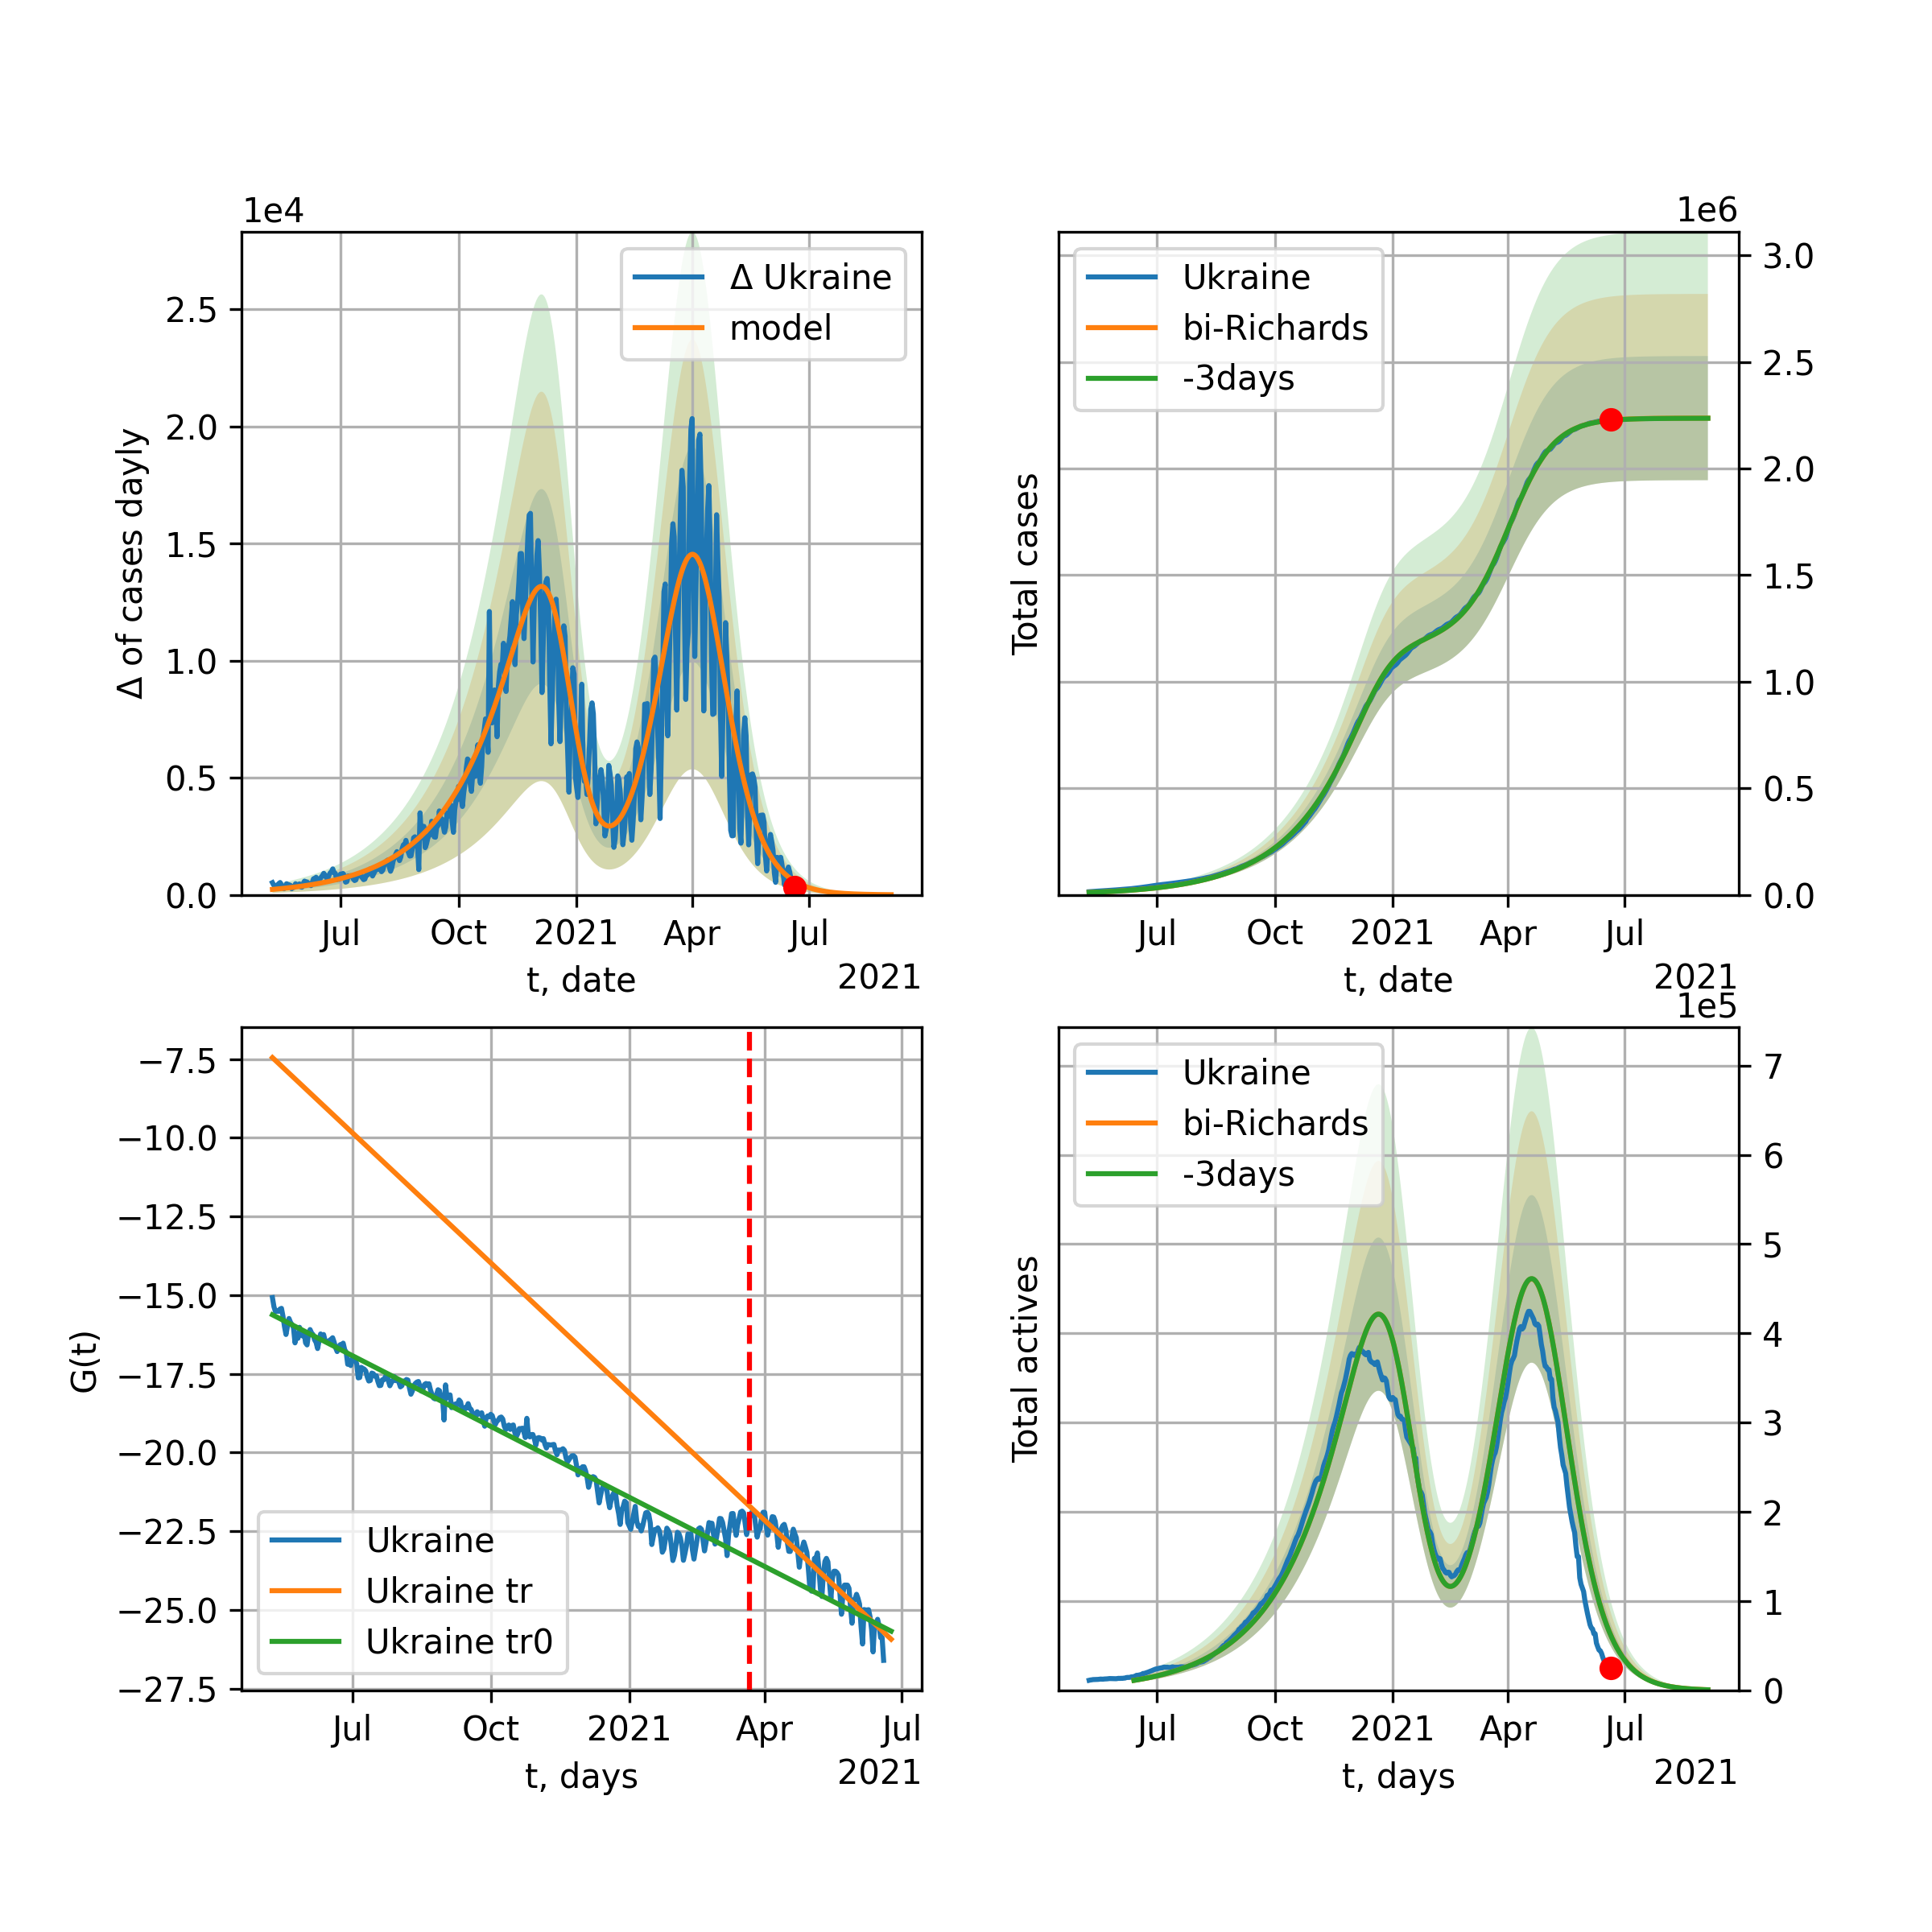 1e4
Δ of cases dayly
2.5
2.0
1.5
1.0
0.5
0.0
Δ Ukraine
model
Jul Oct 2021 Apr Jul
t, date
2021
1e6
Total cases
Ukraine
bi-Richards
-3days
3.0
2.5
2.0
1.5
1.0
0.5
0.0
Jul Oct 2021 Apr Jul
t, date
2021
G(t)
−7.5
−10.0
−12.5
−15.0
−17.5
−20.0
−22.5
−25.0
−27.5
Ukraine
Ukraine tr
Ukraine tr0
Jul Oct 2021 Apr Jul
t, days
2021
1e5
Total actives
Ukraine
bi-Richards
-3days
7
6
5
4
3
2
1
0
Jul Oct 2021 Apr Jul
t, days
2021